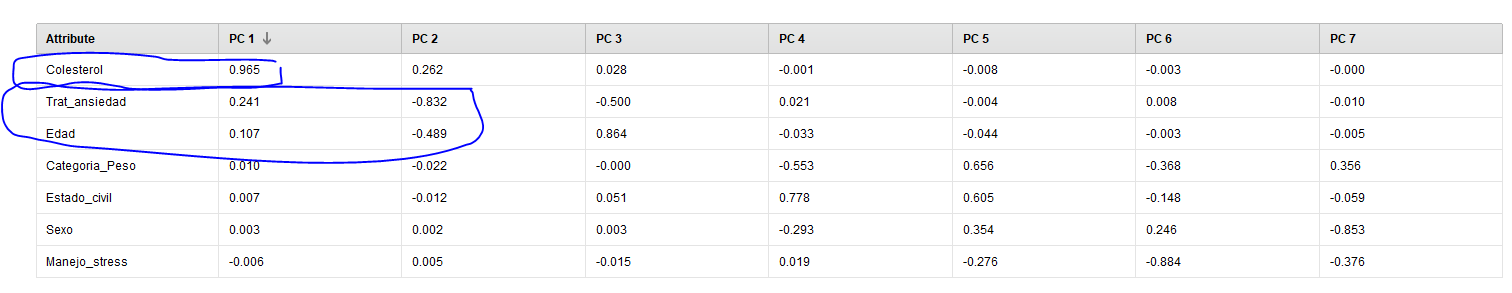 Attribute PC 1 PC 2 PC 3 PC 4 PC 5 PC 6 PC 7
Colesterol 0.965 0.262 0.028 -0.001 -0.008 -0.003 -0.000
Trat_ansiedad 0.241 -0.832 -0.500 0.021 -0.004 0.008 -0.010
Edad 0.107 -0.489 0.864 -0.033 -0.044 -0.003 -0.005
Categoria_Peso 0.010 -0.022 -0.000 -0.553 0.656 -0.368 0.356
Estado_civil 0.007 -0.012 0.051 0.778 0.605 -0.148 -0.059
Sexo 0.003 0.002 0.003 -0.293 0.354 0.246 -0.853
Manejo_stress -0.006 0.005 -0.015 0.019 -0.276 -0.884 -0.376